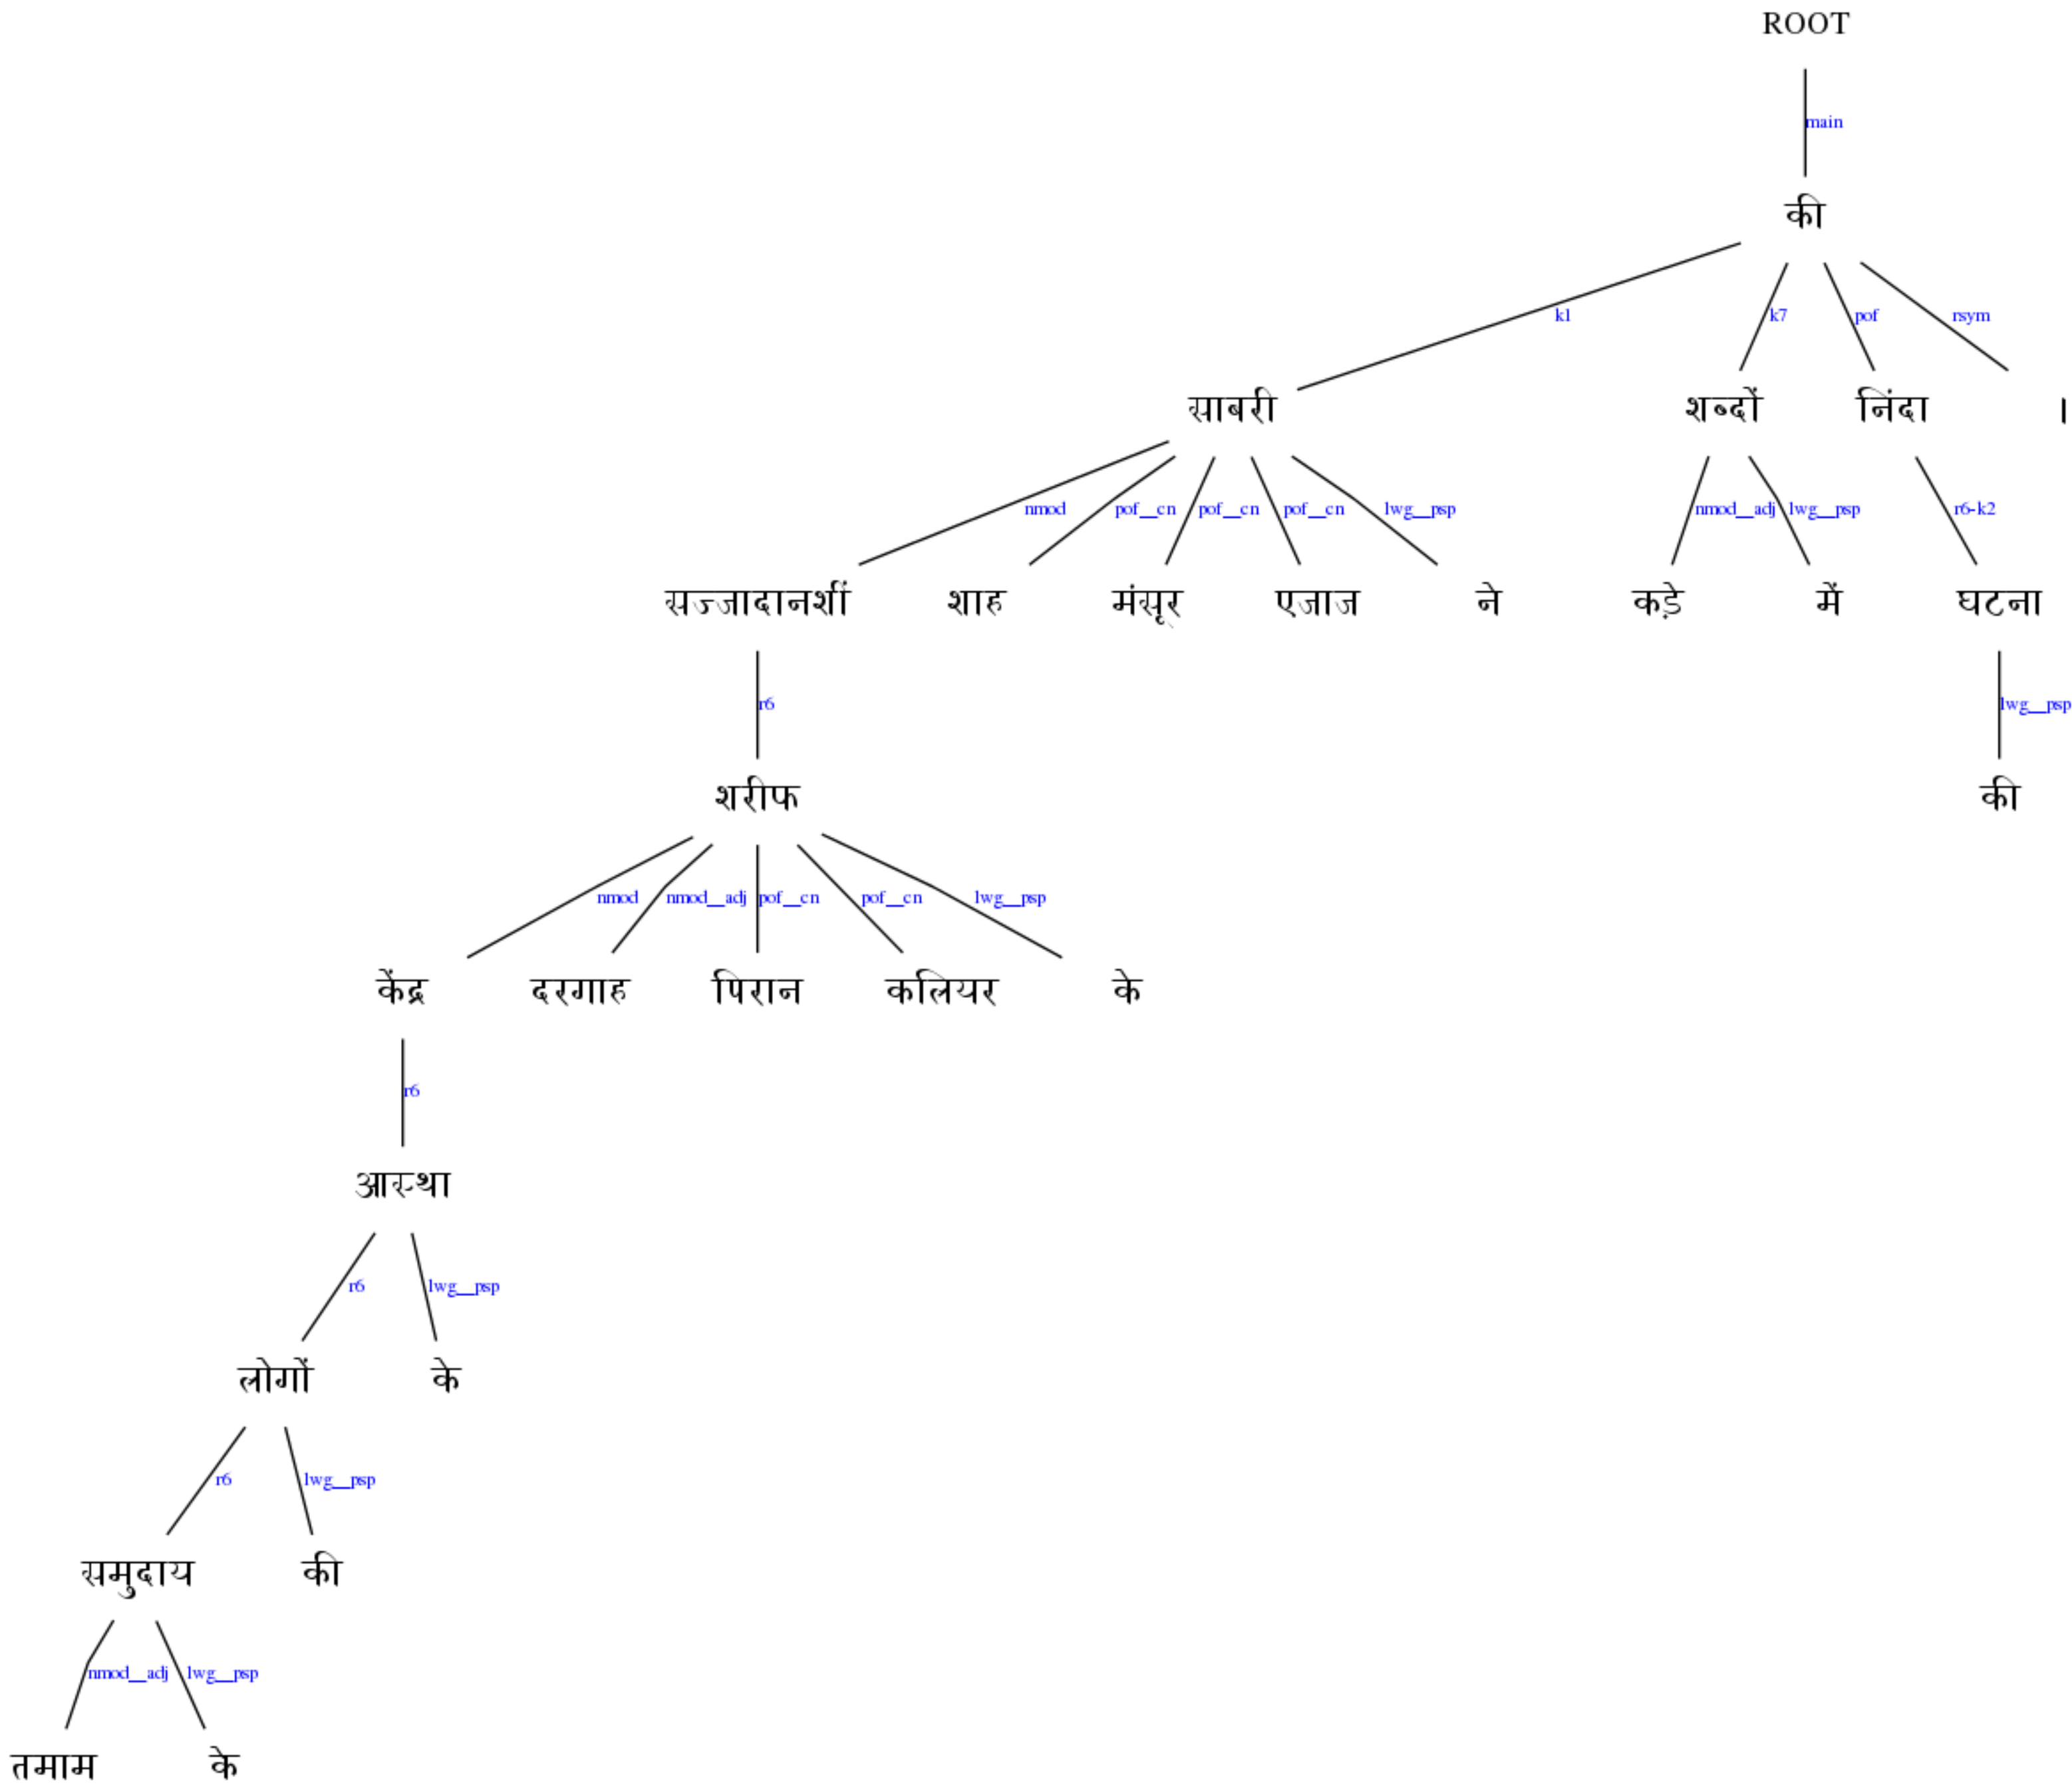 ROOT
main
की
k1 k7 pof rsym
साबरी शब्दों निंदा ।
nmod pof__cn pof__cn pof__cn lwg__psp nmod__adj lwg__psp r6-k2
सज्जादानशीं शाह मंसूर एजाज ने कड़े में घटना
r6 lwg__psp
शरीफ की
nmod nmod__adj pof__cn pof__cn lwg__psp
केंद्र दरगाह पिरान कलियर के
r6
आस्था
r6 lwg__psp
लोगों के
r6 lwg__psp
समुदाय की
nmod__adj lwg__psp
तमाम के